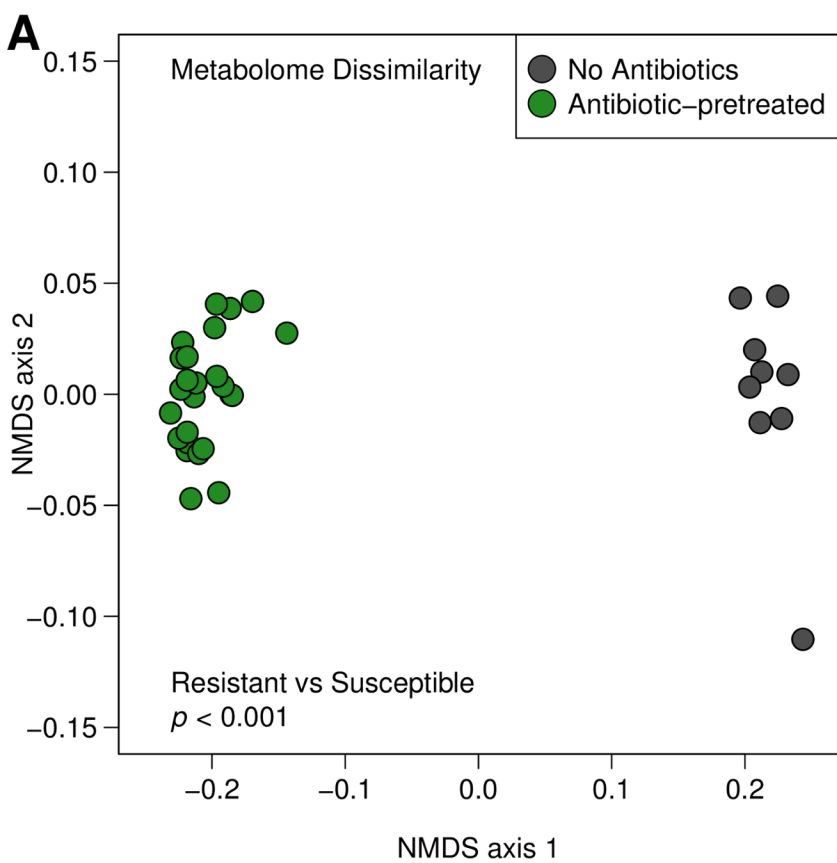 A
Metabolome Dissimilarity
No Antibiotics
Antibiotic−pretreated
0.15
0.10
0.05
0.00
−0.05
−0.10
−0.15
NMDS axis 2
Resistant vs Susceptible
p < 0.001
−0.2
−0.1
0.0
0.1
0.2
NMDS axis 1